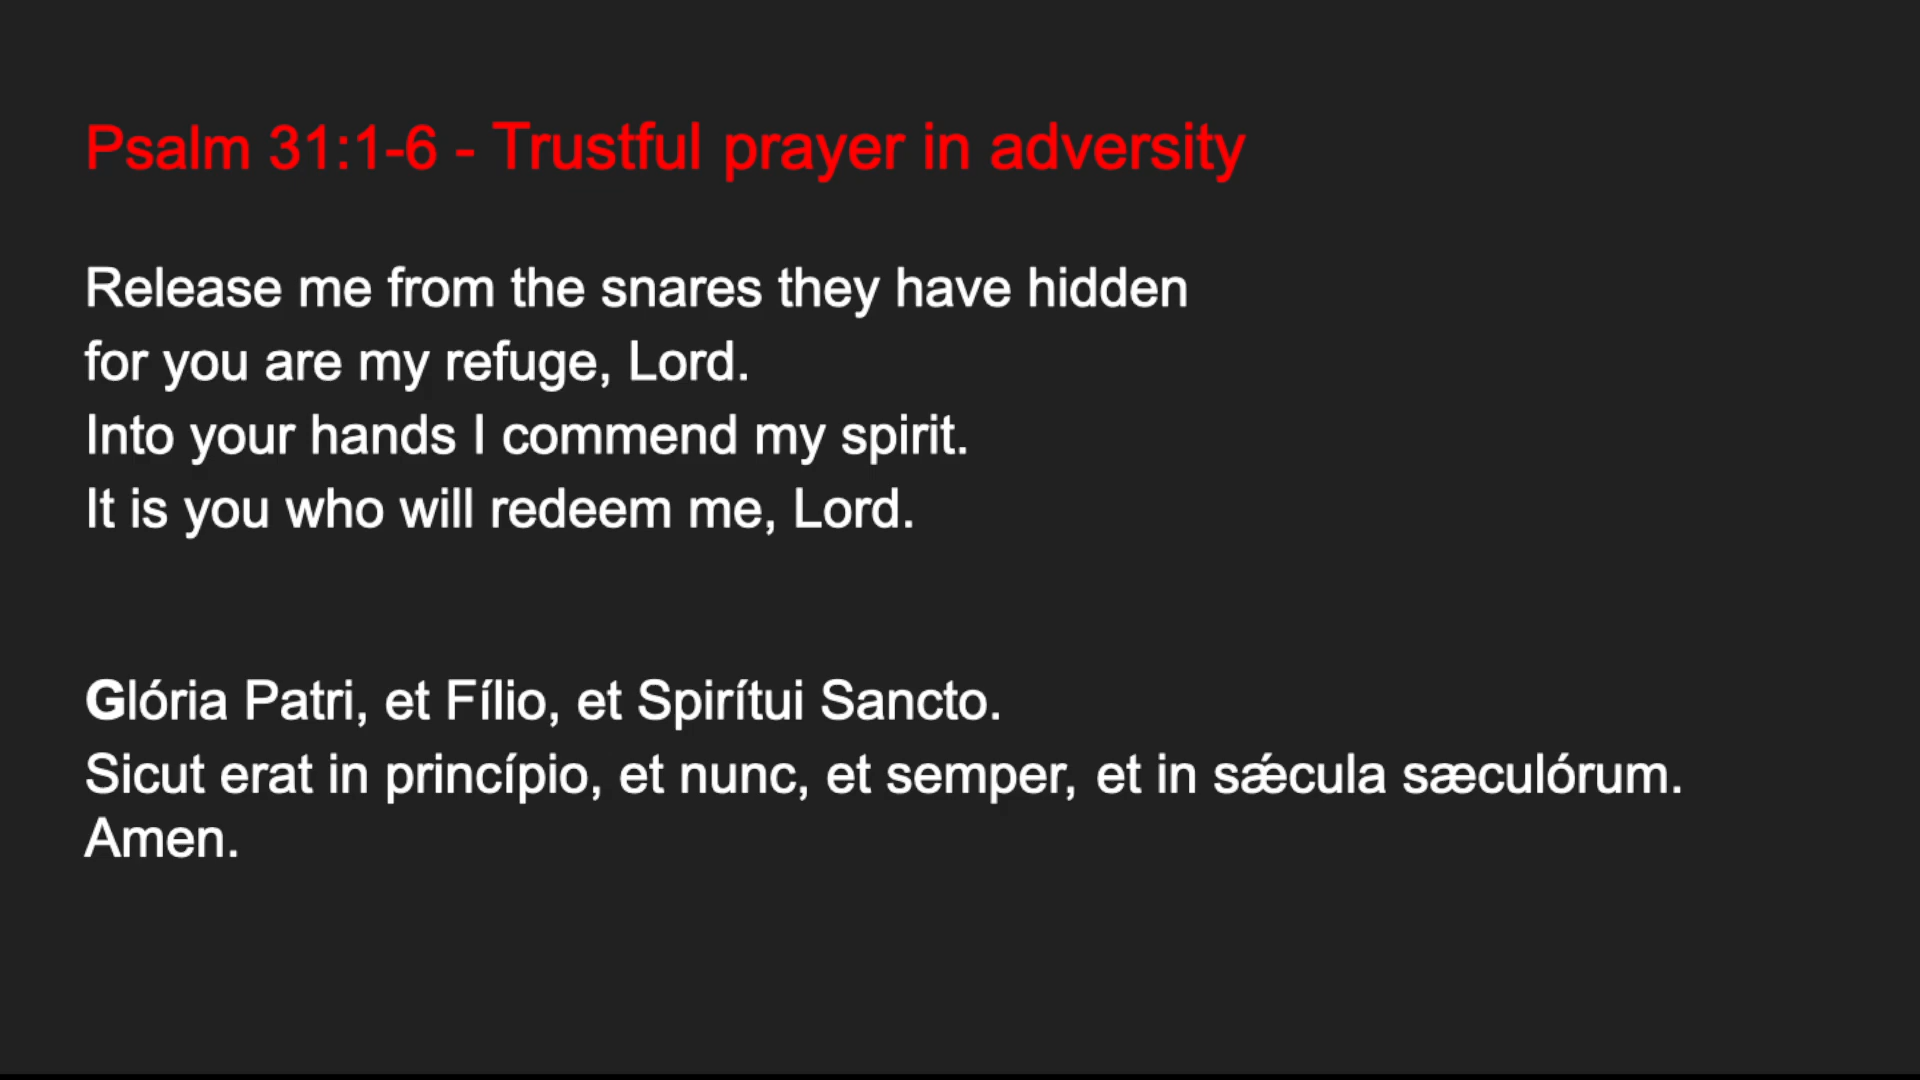 Psalm 31:1-6 - Trustful prayer in adversity
Release me from the snares they have hidden
for you are my refuge, Lord.
Into your hands I commend my spirit.
It is you who will redeem me, Lord.
Glória Patri, et Fílio, et Spirítui Sancto.
Sicut erat in princípio, et nunc, et semper, et in sǽcula sæculórum.
Amen.